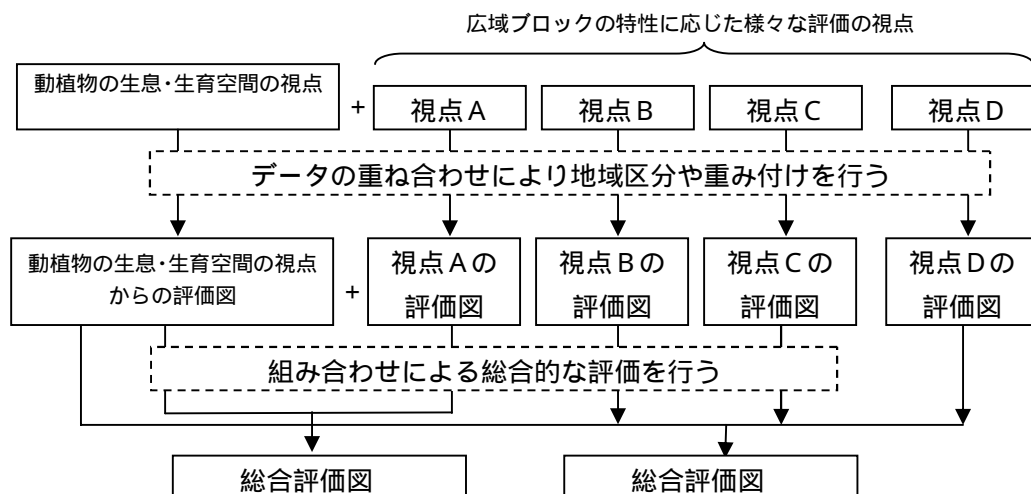 広域ブロックの特性に応じた様々な評価の視点
動植物の生息・生育空間の視点
+
視点A
視点B
視点C
視点D
データの重ね合わせにより地域区分や重み付けを行う
動植物の生息・生育空間の視点
からの評価図
+
視点Aの
評価図
視点Bの
評価図
視点Cの
評価図
視点Dの
評価図
組み合わせによる総合的な評価を行う
総合評価図
総合評価図